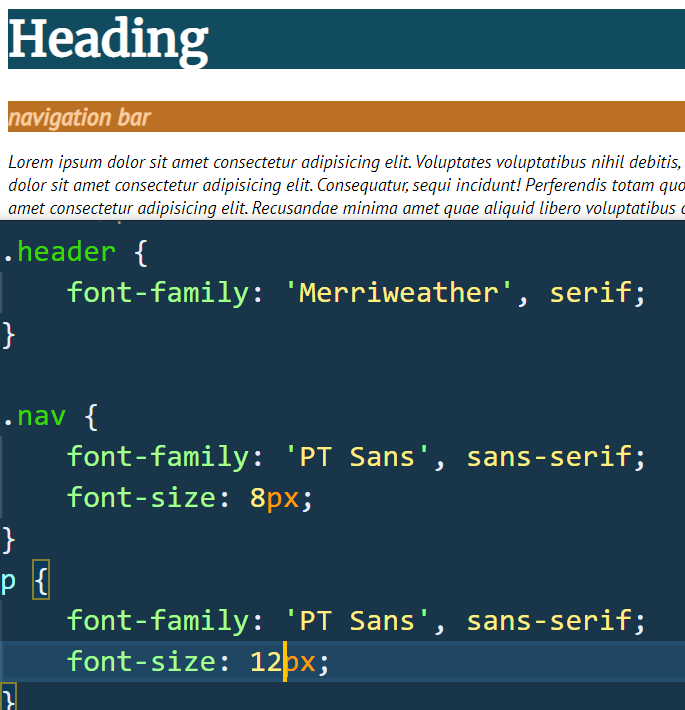 Heading
navigation bar
Lorem ipsum dolor sit amet consectetur adipisicing elit. Voluptates voluptatibus nihil debitis,
dolor sit amet consectetur adipisicing elit. Consequatur, sequi incidunt! Perferendis totam quo
amet consectetur adipisicing elit. Recusandae minima amet quae aliquid libero voluptatibus
.header {
font-family: 'Merriweather', serif;
}
.nav {
font-family: 'PT Sans', sans-serif;
font-size: 8px;
}
p {
font-family: 'PT Sans', sans-serif;
font-size: 12px;
}